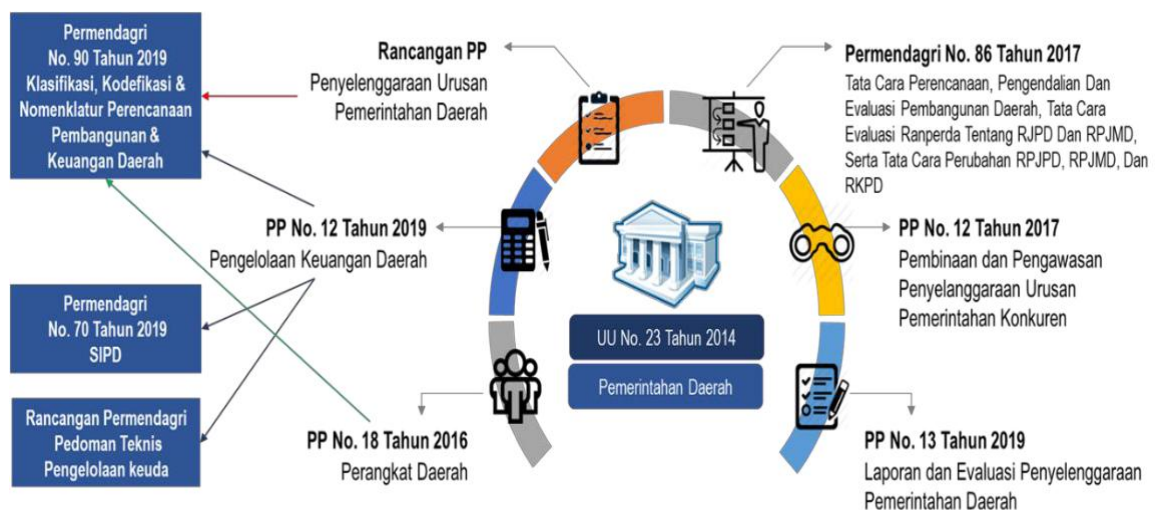 Permendagri
No. 90 Tahun 2019
Klasifikasi, Kodefikasi &
Nomenklatur Perencanaan
Pembangunan &
Keuangan Daerah
Permendagri
No. 70 Tahun 2019
SIPD
Rancangan Permendagri
Pedoman Teknis
Pengelolaan keuda
Rancangan PP
Penyelenggaraan Urusan
Pemerintahan Daerah
PP No. 12 Tahun 2019
Pengelolaan Keuangan Daerah
PP No. 18 Tahun 2016
Perangkat Daerah
UU No. 23 Tahun 2014
Pemerintahan Daerah
Permendagri No. 86 Tahun 2017
Tata Cara Perencanaan, Pengendalian Dan
Evaluasi Pembangunan Daerah, Tata Cara
Evaluasi Ranperda Tentang RJPD Dan RPJMD,
Serta Tata Cara Perubahan RPJPD, RPJMD, Dan
RKPD
PP No. 12 Tahun 2017
Pembinaan dan Pengawasan
Penyelanggaraan Urusan
Pemerintahan Konkuren
PP No. 13 Tahun 2019
Laporan dan Evaluasi Penyelenggaraan
Pemerintahan Daerah